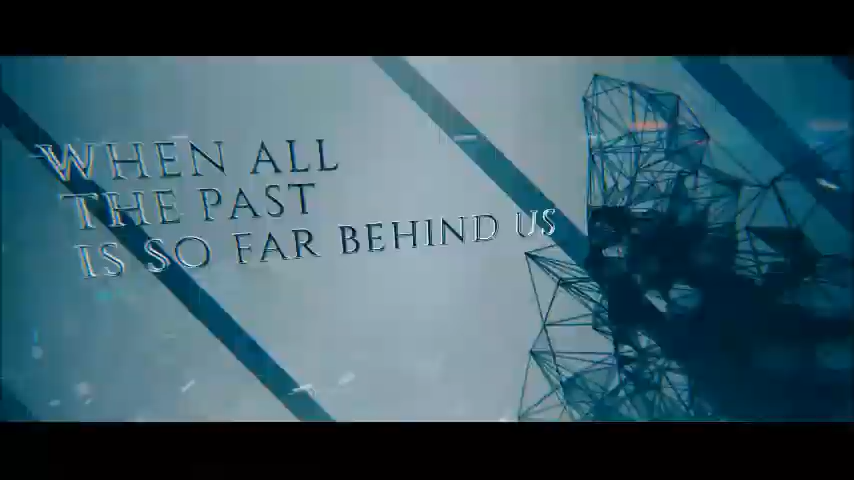 WHEN ALL
THE PAST
IS SO FAR BEHIND US